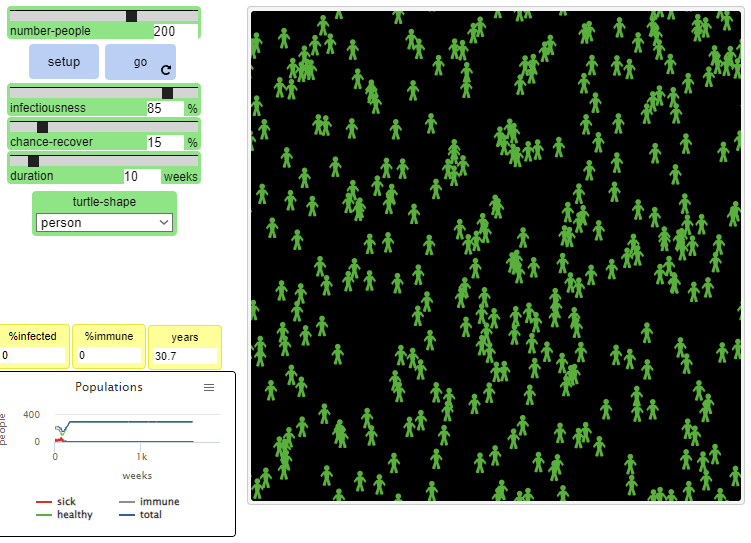 number-people 200
setup go
infectiousness 85 %
chance-recover 15 %
duration 10 weeks
turtle-shape
person
%infected %immune years
0 0 30.7
Populations
people
400
0
0 1k
weeks
sick immune
healthy total